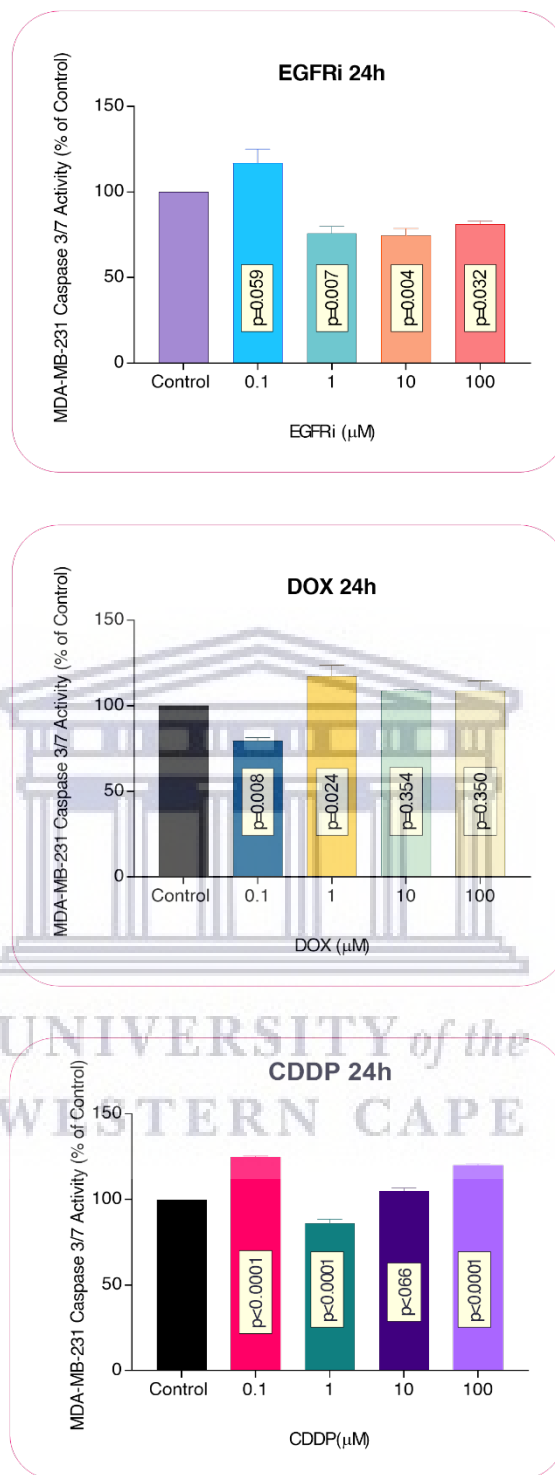 EGFRi 24h
MDA-MB-231 Caspase 3/7 Activity (% of Control)
150
100
50
0
p=0.059
p=0.007
p=0.004
p=0.032
Control 0.1 1 10 100
EGFRi (μM)
DOX 24h
MDA-MB-231 Caspase 3/7 Activity (% of Control)
150
100
50
0
p=0.008
p=0.024
p=0.354
p=0.350
Control 0.1 1 10 100
DOX (μM)
UNIVERSITY of the
CDDP 24h
WESTERN CAPE
MDA-MB-231 Caspase 3/7 Activity (% of Control)
150
100
50
0
p<0.0001
p<0.0001
p<066
p<0.0001
Control 0.1 1 10 100
CDDP(μM)